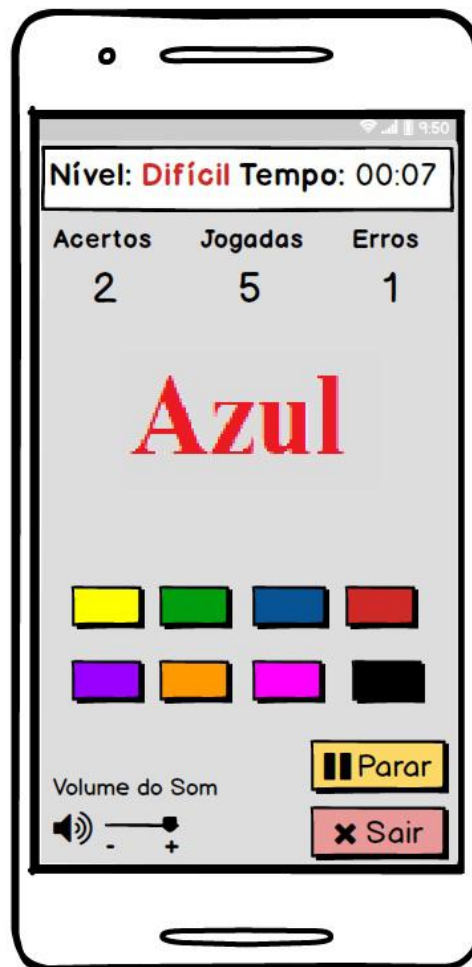 9:50
Nível: Difícil Tempo: 00:07
Acertos Jogadas Erros
2 5 1
Azul
Parar
Volume do Som
- +
Sair